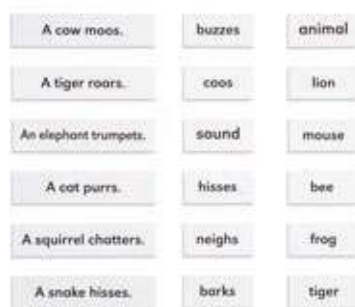 A cow moos. buzzes animal
A tiger roars. coos lion
An elephant trumpets. sound mouse
A cat purrs. hisses bee
A squirrel chatters. neighs frog
A snake hisses. barks tiger